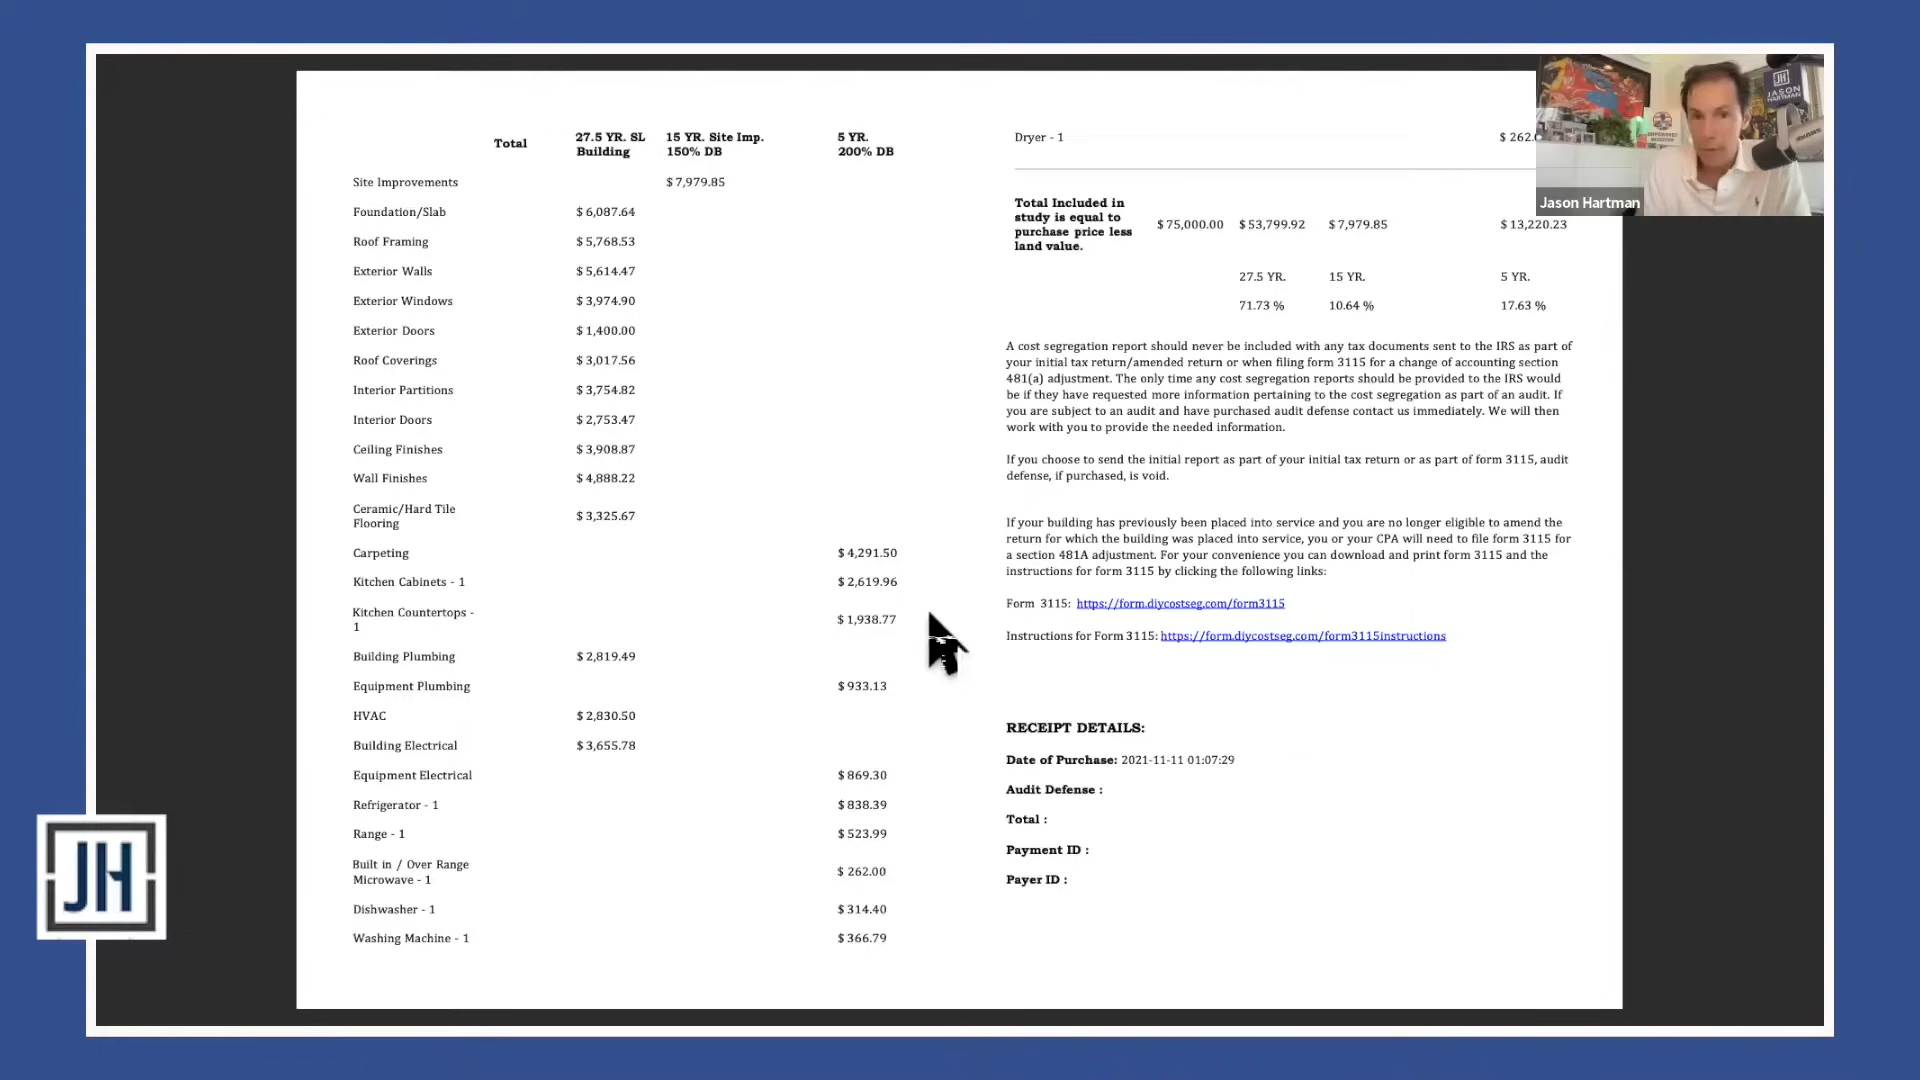 Total
27.5 YR. SL
Building
15 YR. Site Imp.
150% DB
5 YR.
200% DB
Site Improvements $ 7,979.85
Foundation/Slab $ 6,087.64
Roof Framing $ 5,768.53
Exterior Walls $ 5,614.47
Exterior Windows $ 3,974.90
Exterior Doors $ 1,400.00
Roof Coverings $ 3,017.56
Interior Partitions $ 3,754.82
Interior Doors $ 2,753.47
Ceiling Finishes $ 3,908.87
Wall Finishes $ 4,888.22
Ceramic/Hard Tile
Flooring
$ 3,325.67
Carpeting $ 4,291.50
Kitchen Cabinets - 1 $ 2,619.96
Kitchen Countertops -
1
$ 1,938.77
Building Plumbing $ 2,819.49
Equipment Plumbing $ 933.13
HVAC $ 2,830.50
Building Electrical $ 3,655.78
Equipment Electrical $ 869.30
Refrigerator - 1 $ 838.39
Range - 1 $ 523.99
Built in / Over Range
Microwave - 1
$ 262.00
Dishwasher - 1 $ 314.40
Washing Machine - 1 $ 366.79
Dryer - 1 $ 262.
Total Included in
study is equal to
purchase price less
land value.
$ 75,000.00 $ 53,799.92 $ 7,979.85 $ 13,220.23
27.5 YR. 15 YR. 5 YR.
71.73 % 10.64 % 17.63 %
A cost segregation report should never be included with any tax documents sent to the IRS as part of
your initial tax return/amended return or when filing form 3115 for a change of accounting section
481(a) adjustment. The only time any cost segregation reports should be provided to the IRS would
be if they have requested more information pertaining to the cost segregation as part of an audit. If
you are subject to an audit and have purchased audit defense contact us immediately. We will then
work with you to provide the needed information.
If you choose to send the initial report as part of your initial tax return or as part of form 3115, audit
defense, if purchased, is void.
If your building has previously been placed into service and you are no longer eligible to amend the
return for which the building was placed into service, you or your CPA will need to file form 3115 for
a section 481A adjustment. For your convenience you can download and print form 3115 and the
instructions for form 3115 by clicking the following links:
Form 3115: https://form.diycostseg.com/form3115
Instructions for Form 3115: https://form.diycostseg.com/form3115instructions
RECEIPT DETAILS:
Date of Purchase: 2021-11-11 01:07:29
Audit Defense :
Total :
Payment ID :
Payer ID :
JH
JASON
HARTMAN
Jason Hartman
JH